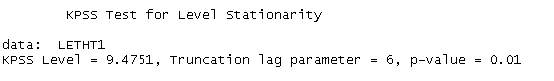 KPSS Test for Level Stationarity
data: LETHT1
KPSS Level = 9.4751, Truncation lag parameter = 6, p-value = 0.01